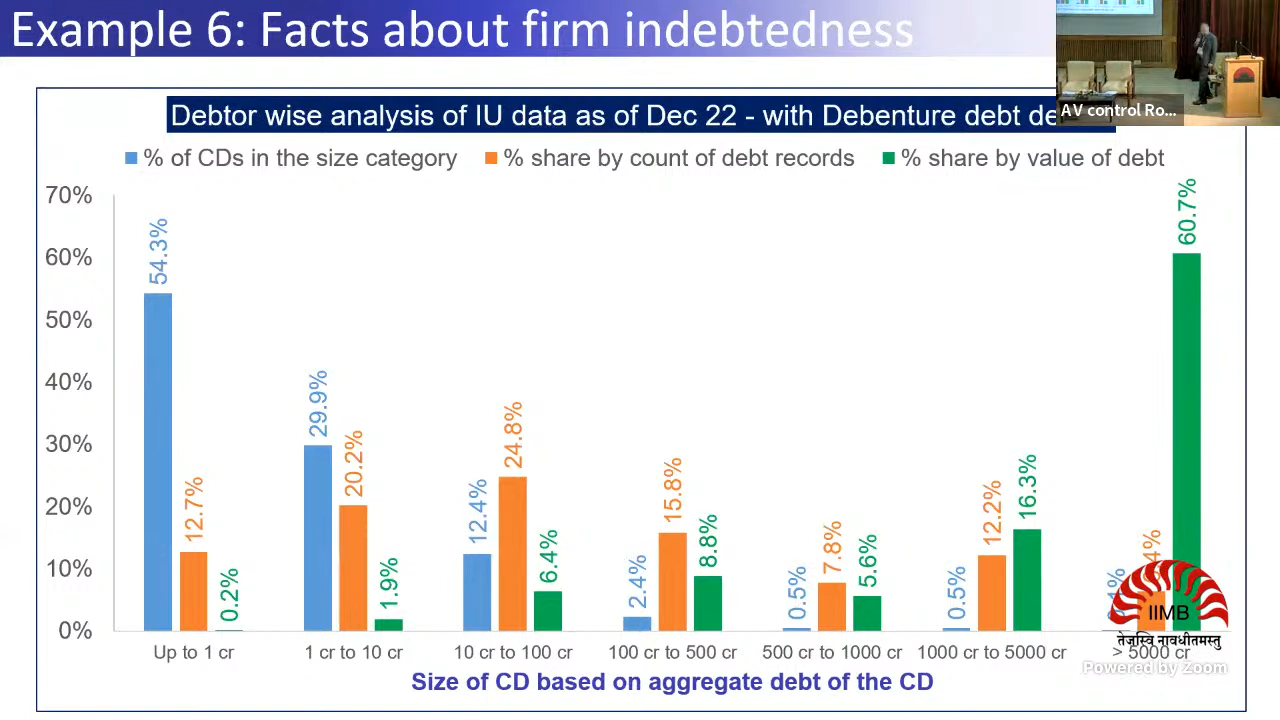 Example 6: Facts about firm indebtedness
AV control Ro...
Debtor wise analysis of IU data as of Dec 22 - with Debenture debt
% of CDs in the size category
% share by count of debt records
% share by value of debt
70%
60%
50%
40%
30%
20%
10%
0%
54.3%
12.7%
0.2%
29.9%
20.2%
1.9%
12.4%
24.8%
6.4%
2.4%
15.8%
8.8%
0.5%
7.8%
5.6%
0.5%
12.2%
16.3%
60.7%
Up to 1 cr
1 cr to 10 cr
10 cr to 100 cr
100 cr to 500 cr
500 cr to 1000 cr
1000 cr to 5000 cr
> 5000 cr
Size of CD based on aggregate debt of the CD
IIMB
तेजस्वि नावधीतमस्तु
Powered by Zoom